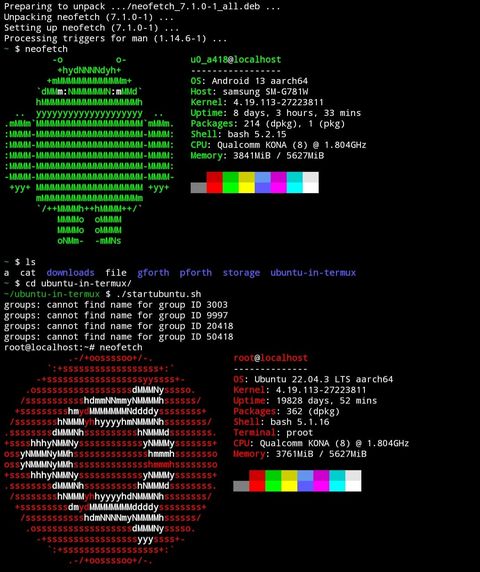 Preparing to unpack .../neofetch_7.1.0-1_all.deb ...
Unpacking neofetch (7.1.0-1) ...
Setting up neofetch (7.1.0-1) ...
Processing triggers for man (1.14.6-1) ...
~ $ neofetch
u0_a418@localhost
-----------------
OS: Android 13 aarch64
Host: samsung SM-G781W
Kernel: 4.19.113-27223811
Uptime: 8 days, 3 hours, 33 mins
Packages: 214 (dpkg), 1 (pkg)
Shell: bash 5.2.15
CPU: Qualcomm KONA (8) @ 1.804GHz
Memory: 3841MiB / 5627MiB
~ $ ls
a cat downloads file gforth pforth storage ubuntu-in-termux
~ $ cd ubuntu-in-termux/
~/ubuntu-in-termux $ ./startubuntu.sh
groups: cannot find name for group ID 3003
groups: cannot find name for group ID 9997
groups: cannot find name for group ID 20418
groups: cannot find name for group ID 50418
root@localhost:~# neofetch
root@localhost
--------------
OS: Ubuntu 22.04.3 LTS aarch64
Kernel: 4.19.113-27223811
Uptime: 19828 days, 52 mins
Packages: 362 (dpkg)
Shell: bash 5.1.16
Terminal: proot
CPU: Qualcomm KONA (8) @ 1.804GHz
Memory: 3761MiB / 5627MiB